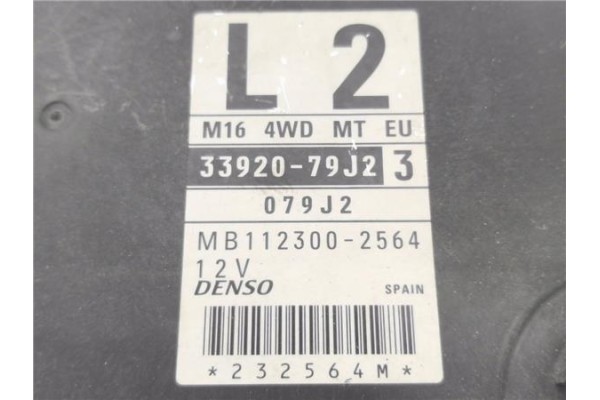 L 2
M16 4WD MT EU
33920-79J2 3
079J2
MB112300-2564
12V
DENSO SPAIN
*232564M*